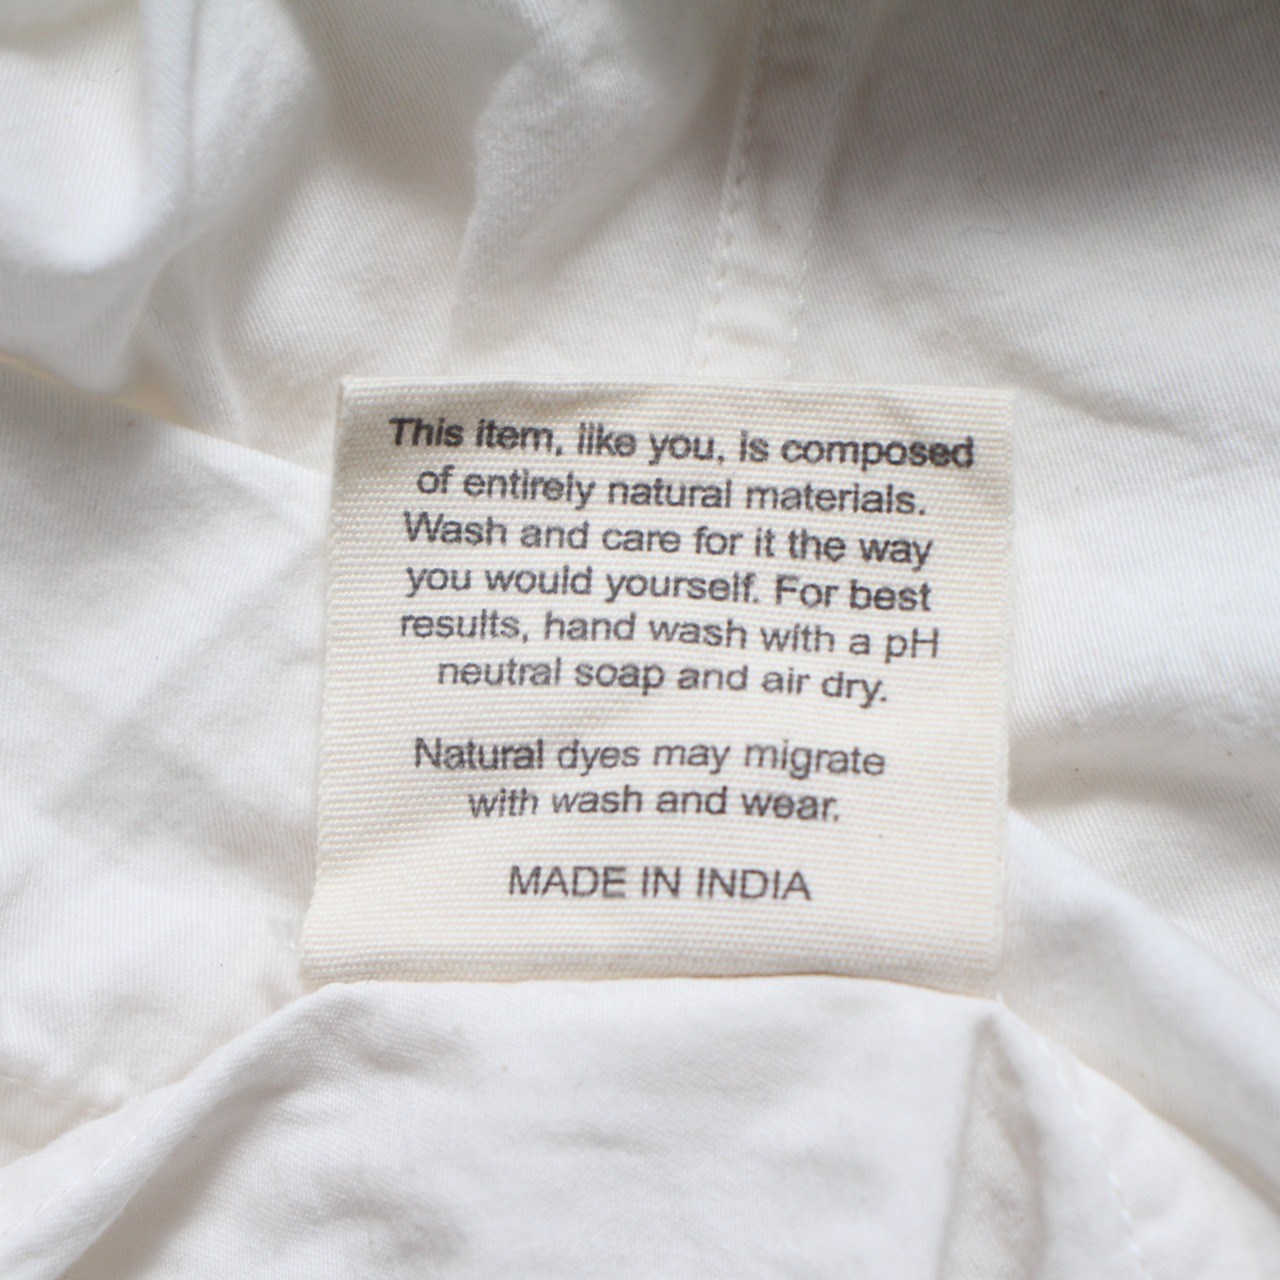 This item, like you, is composed
of entirely natural materials.
Wash and care for it the way
you would yourself. For best
results, hand wash with a pH
neutral soap and air dry.
Natural dyes may migrate
with wash and wear.
MADE IN INDIA